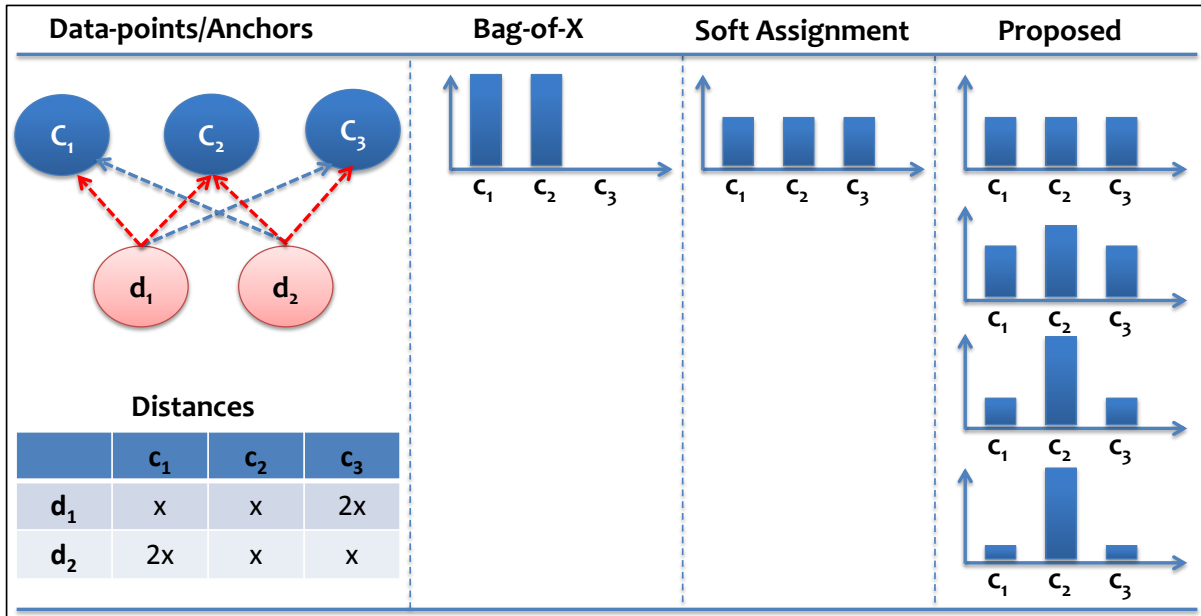 Data-points/Anchors
Bag-of-X
Soft Assignment
Proposed
C1
C2
C3
d1
d2
Distances
c1 c2 c3
d1 x x 2x
d2 2x x x
c1 c2 c3
c1 c2 c3
c1 c2 c3
c1 c2 c3
c1 c2 c3
c1 c2 c3